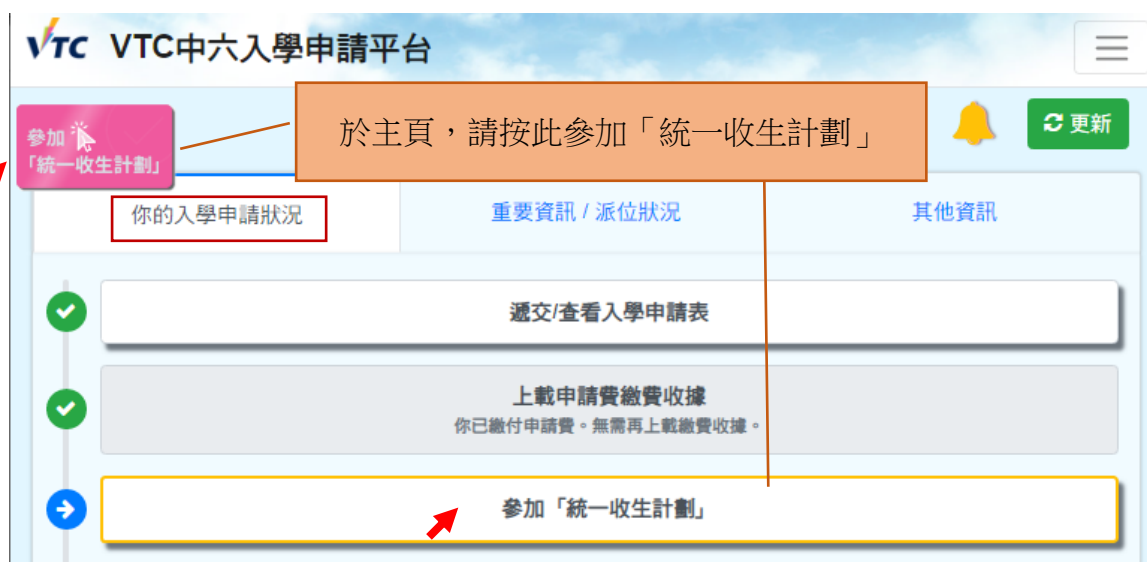 VTC VTC中六入學申請平台
參加
「統一收生計劃」
於主頁，請按此參加「統一收生計劃」
更新
你的入學申請狀況
重要資訊 / 派位狀況
其他資訊
遞交/查看入學申請表
上載申請費繳費收據
你已繳付申請費。無需再上載繳費收據。
參加「統一收生計劃」